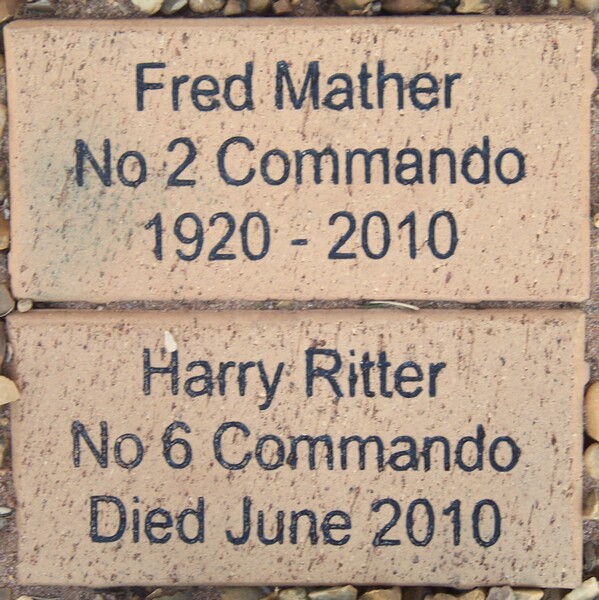 Fred Mather
No 2 Commando
1920 - 2010
Harry Ritter
No 6 Commando
Died June 2010